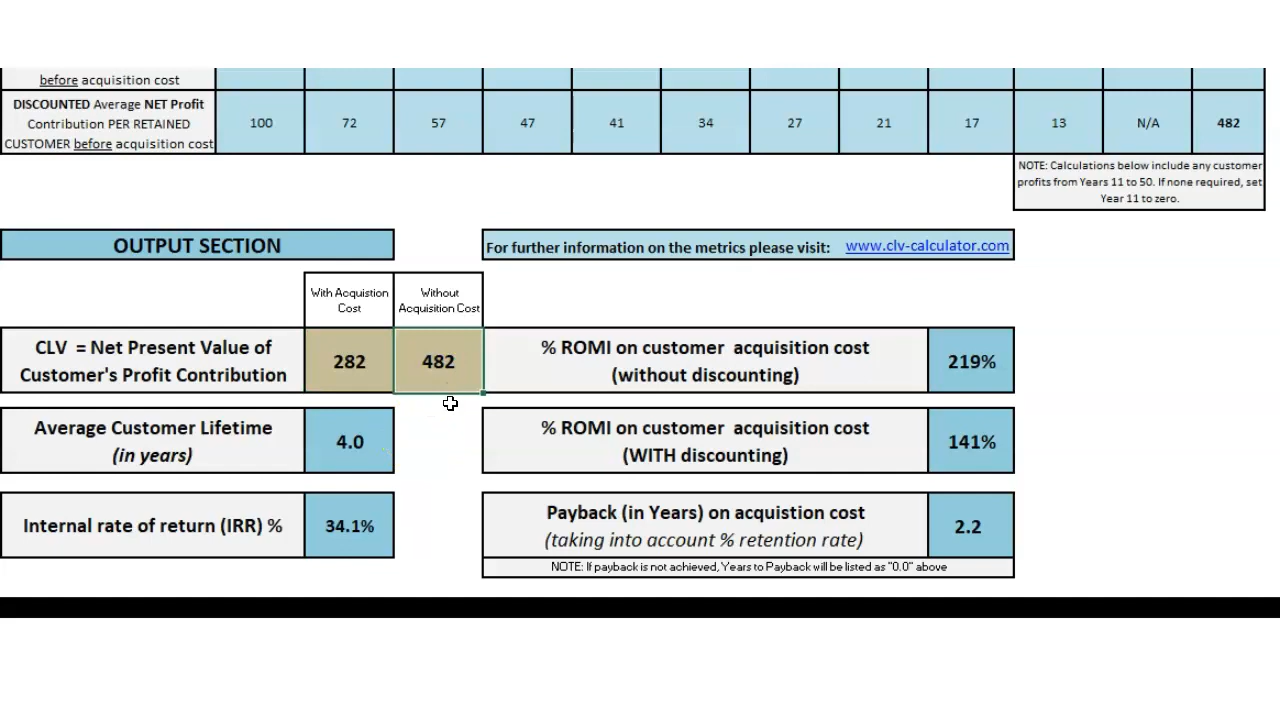 before acquisition cost
DISCOUNTED Average NET Profit
Contribution PER RETAINED
CUSTOMER before acquisition cost
100 72 57 47 41 34 27 21 17 13 N/A 482
NOTE: Calculations below include any customer
profits from Years 11 to 50. If none required, set
Year 11 to zero.
OUTPUT SECTION
For further information on the metrics please visit: www.clv-calculator.com
With Acquistion
Cost
Without
Acquisition Cost
CLV = Net Present Value of
Customer's Profit Contribution
282
482
% ROMI on customer acquisition cost
(without discounting)
219%
Average Customer Lifetime
(in years)
4.0
% ROMI on customer acquisition cost
(WITH discounting)
141%
Internal rate of return (IRR) %
34.1%
Payback (in Years) on acquistion cost
(taking into account % retention rate)
2.2
NOTE: If payback is not achieved, Years to Payback will be listed as "0.0" above